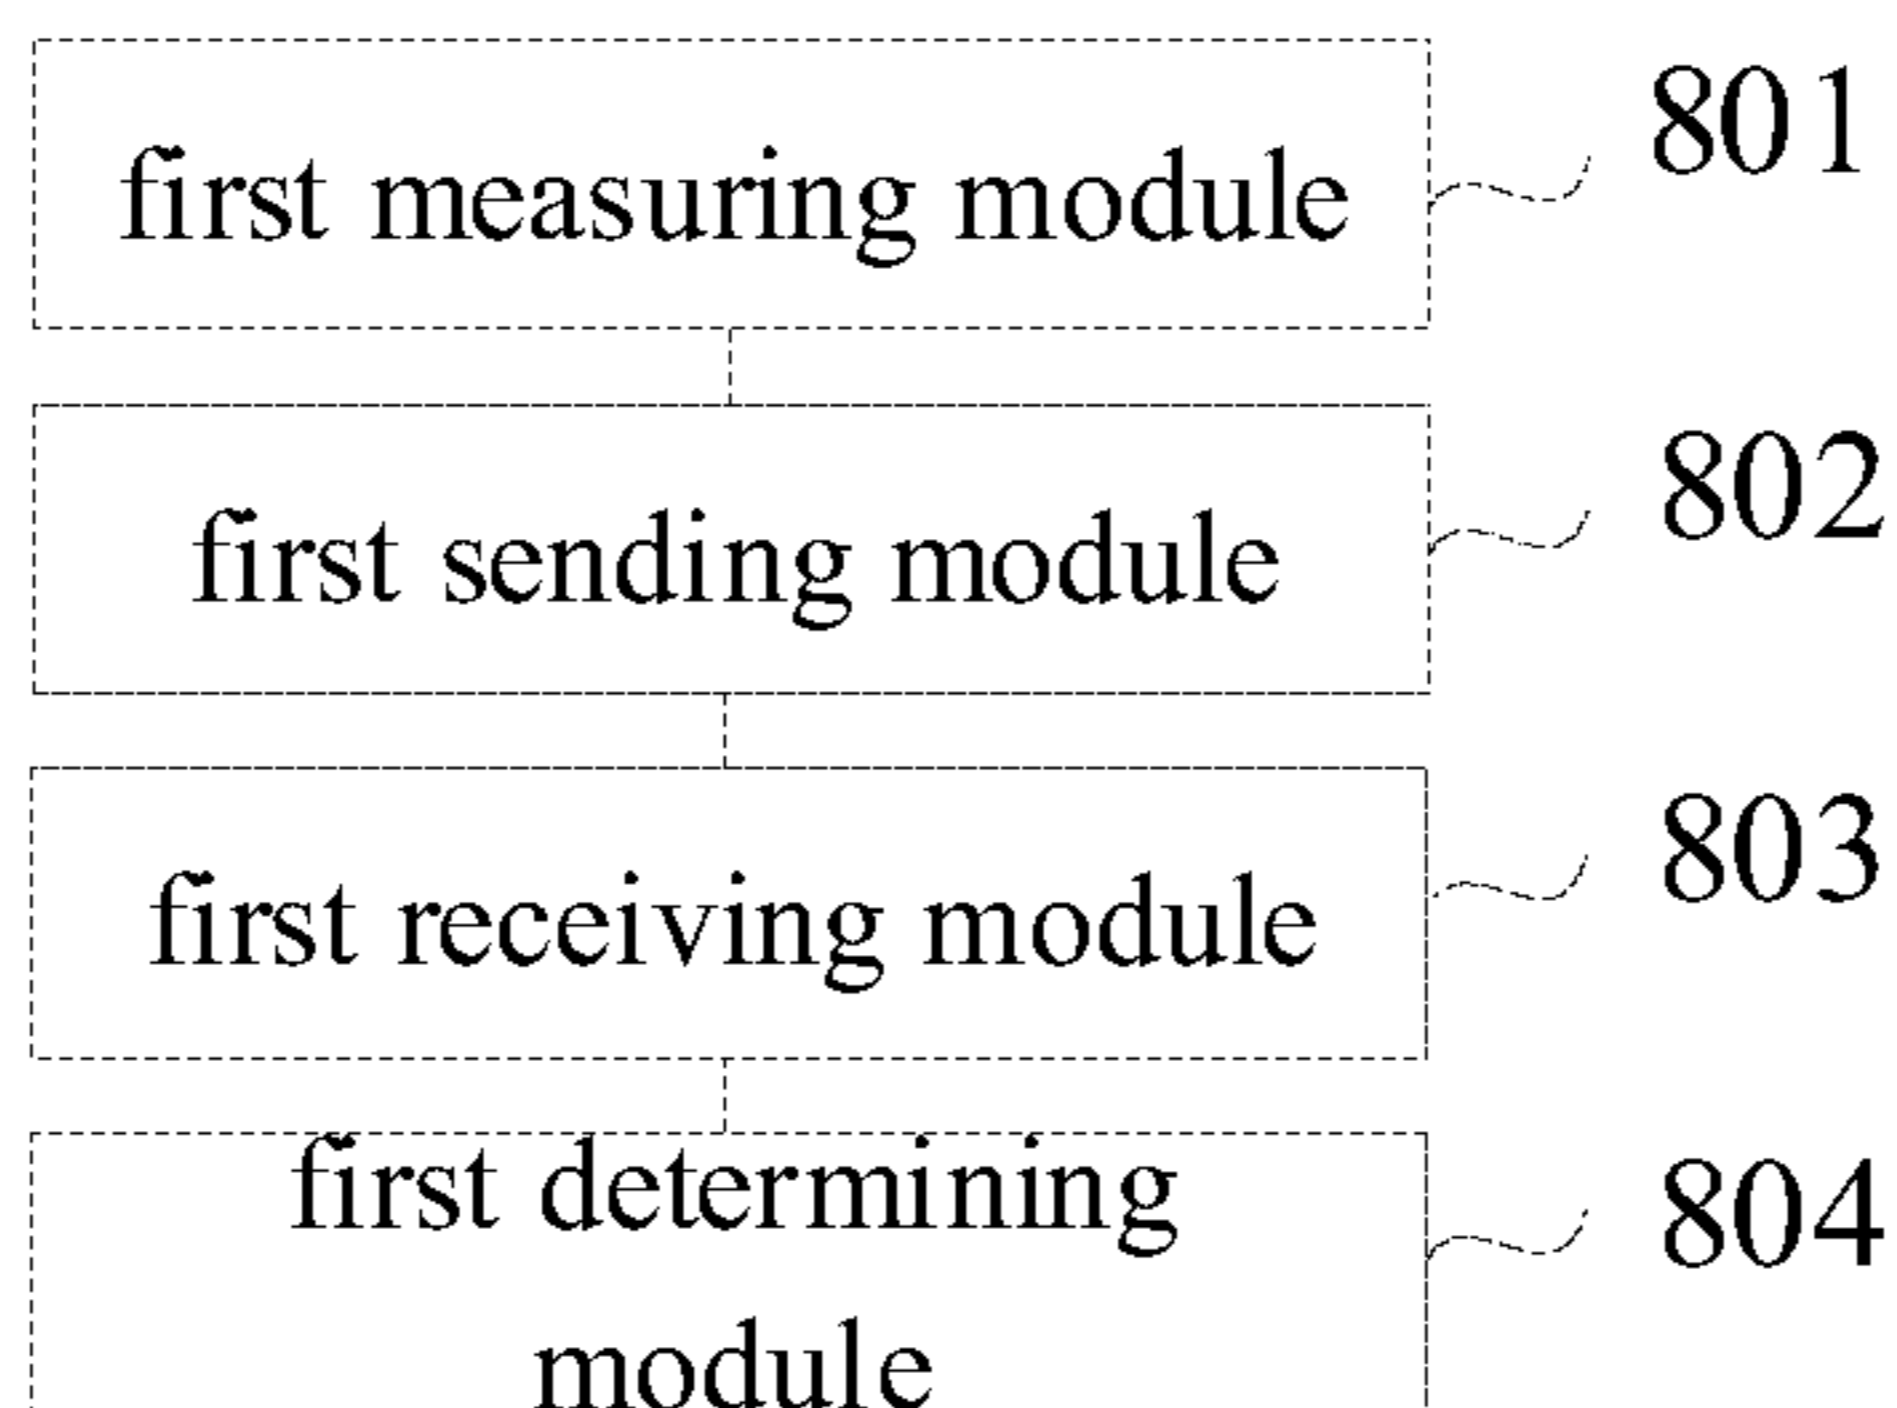 first measuring module 801
first sending module 802
first receiving module 803
first determining 804
module